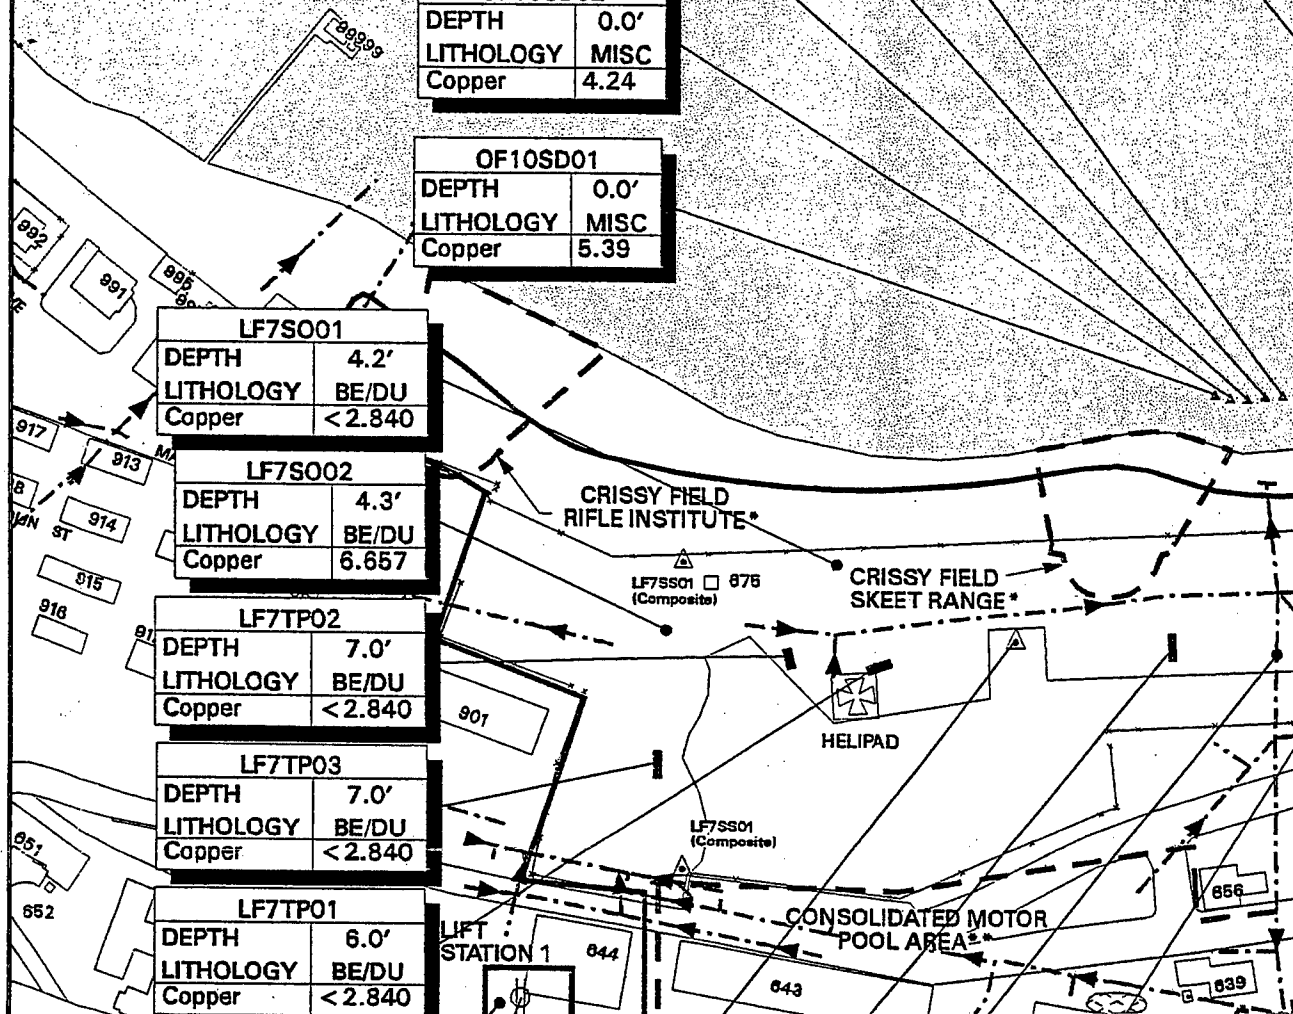 DEPTH 0.0'
LITHOLOGY MISC
Copper 4.24
99999
OF10SD01
DEPTH 0.0'
LITHOLOGY MISC
Copper 5.39
992
991
995
LF7SO01
DEPTH 4.2'
LITHOLOGY BE/DU
Copper <2.840
917
913
LF7SO02
DEPTH 4.3'
LITHOLOGY BE/DU
Copper 6.657
914
ST
915
916
CRISSY FIELD
RIFLE INSTITUTE*
LF7SS01
(Composite)
675
CRISSY FIELD
SKEET RANGE*
LF7TP02
DEPTH 7.0'
LITHOLOGY BE/DU
Copper <2.840
901
HELIPAD
LF7TP03
DEPTH 7.0'
LITHOLOGY BE/DU
Copper <2.840
LF7SS01
(Composite)
651
652
656
LF7TP01
DEPTH 6.0'
LITHOLOGY BE/DU
Copper <2.840
LIFT
STATION 1
644
CONSOLIDATED MOTOR
POOL AREA**
643
639